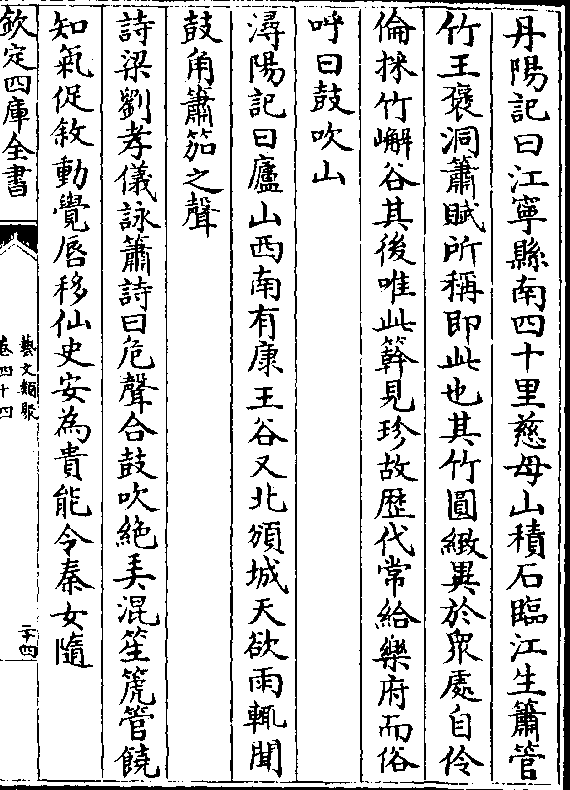 丹陽記曰江寧縣南四十里慈母山積石臨江生簫管
竹王褒洞簫賦所稱即此也其竹圓緻異於衆處自伶
倫採竹嶰谷其後唯此簳見珍故歷代常給樂府而俗
呼曰鼓吹山
潯陽記曰廬山西南有康王谷又北頒城天欲雨輒聞
鼓角簫笳之聲
詩梁劉孝儀詠簫詩曰危聲合鼓吹絶弄混笙篪管饒
知氣促敘動覺唇移仙史安為貴能令秦女隨
欽定四庫全書
藝文類聚
卷四十四
二十四